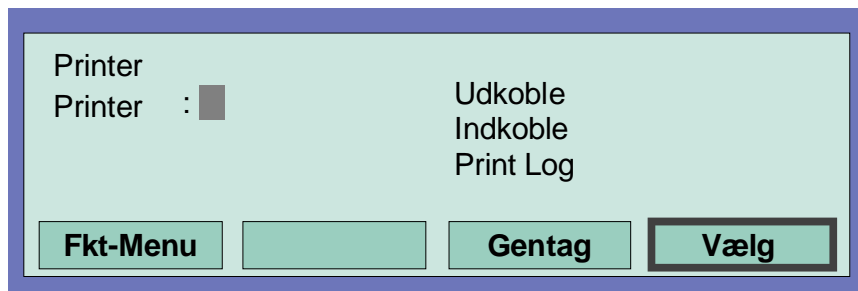 Printer
Printer :
Udkoble
Indkoble
Print Log
Fkt-Menu
Gentag
Vælg